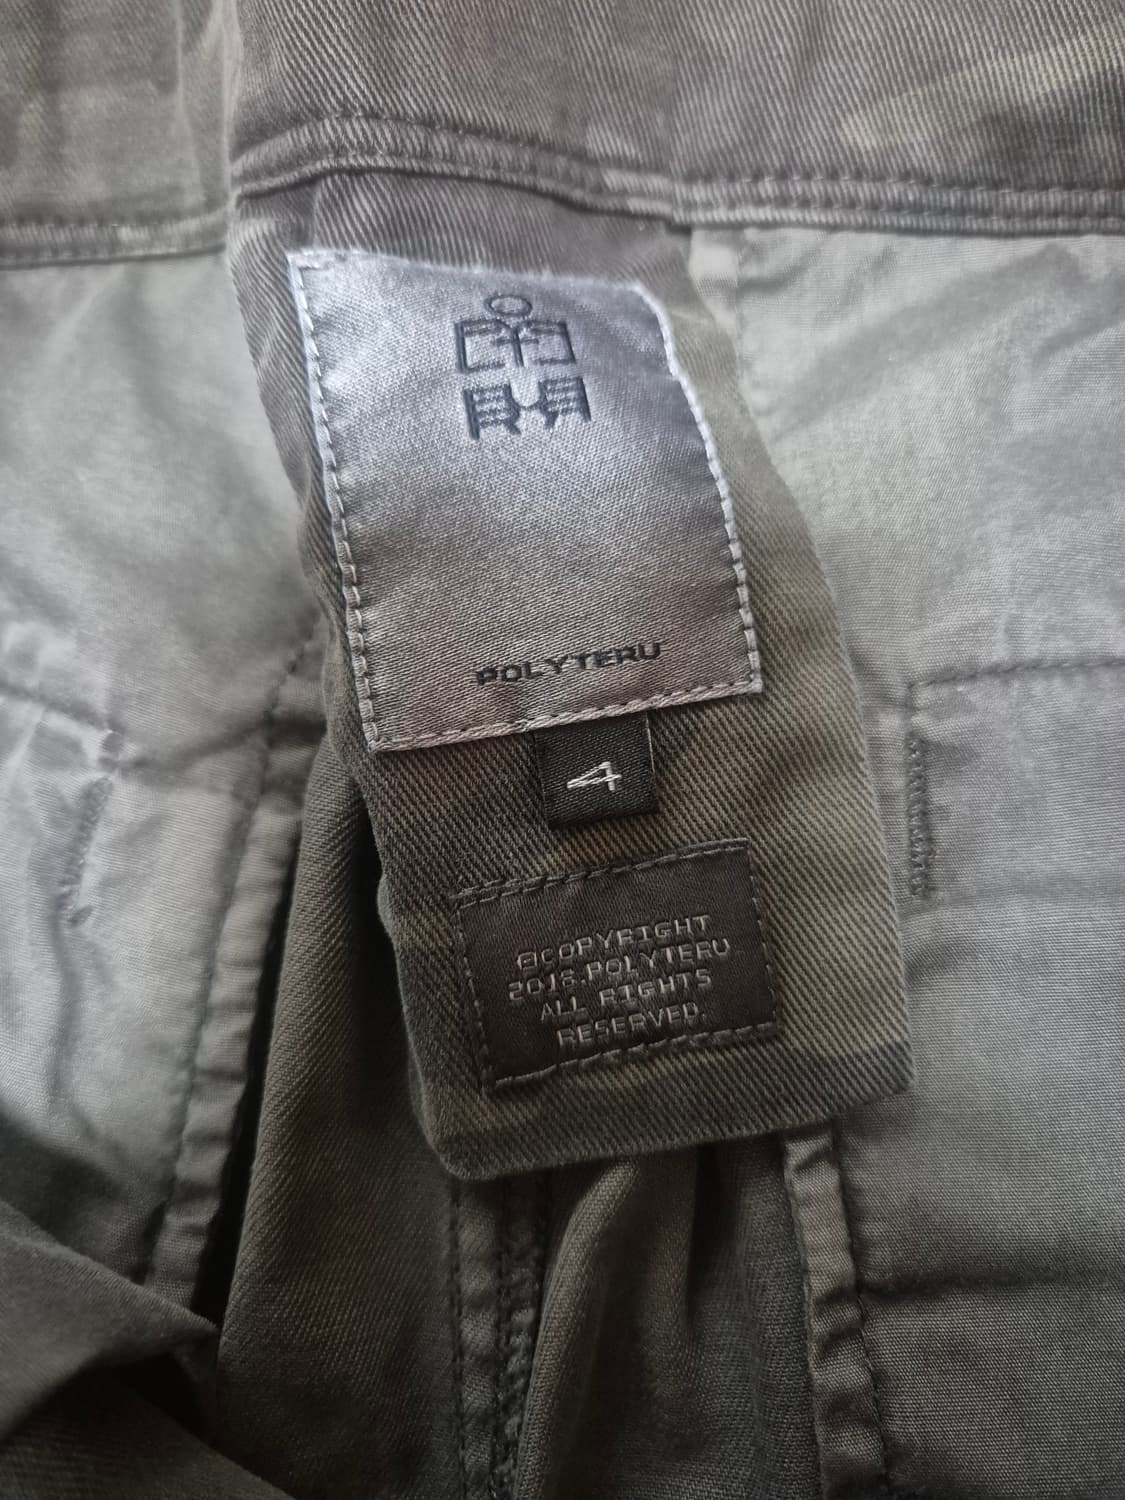 POLYTERU
4
©COPYRIGHT
2016.POLYTERU
ALL RIGHTS
RESERVED.